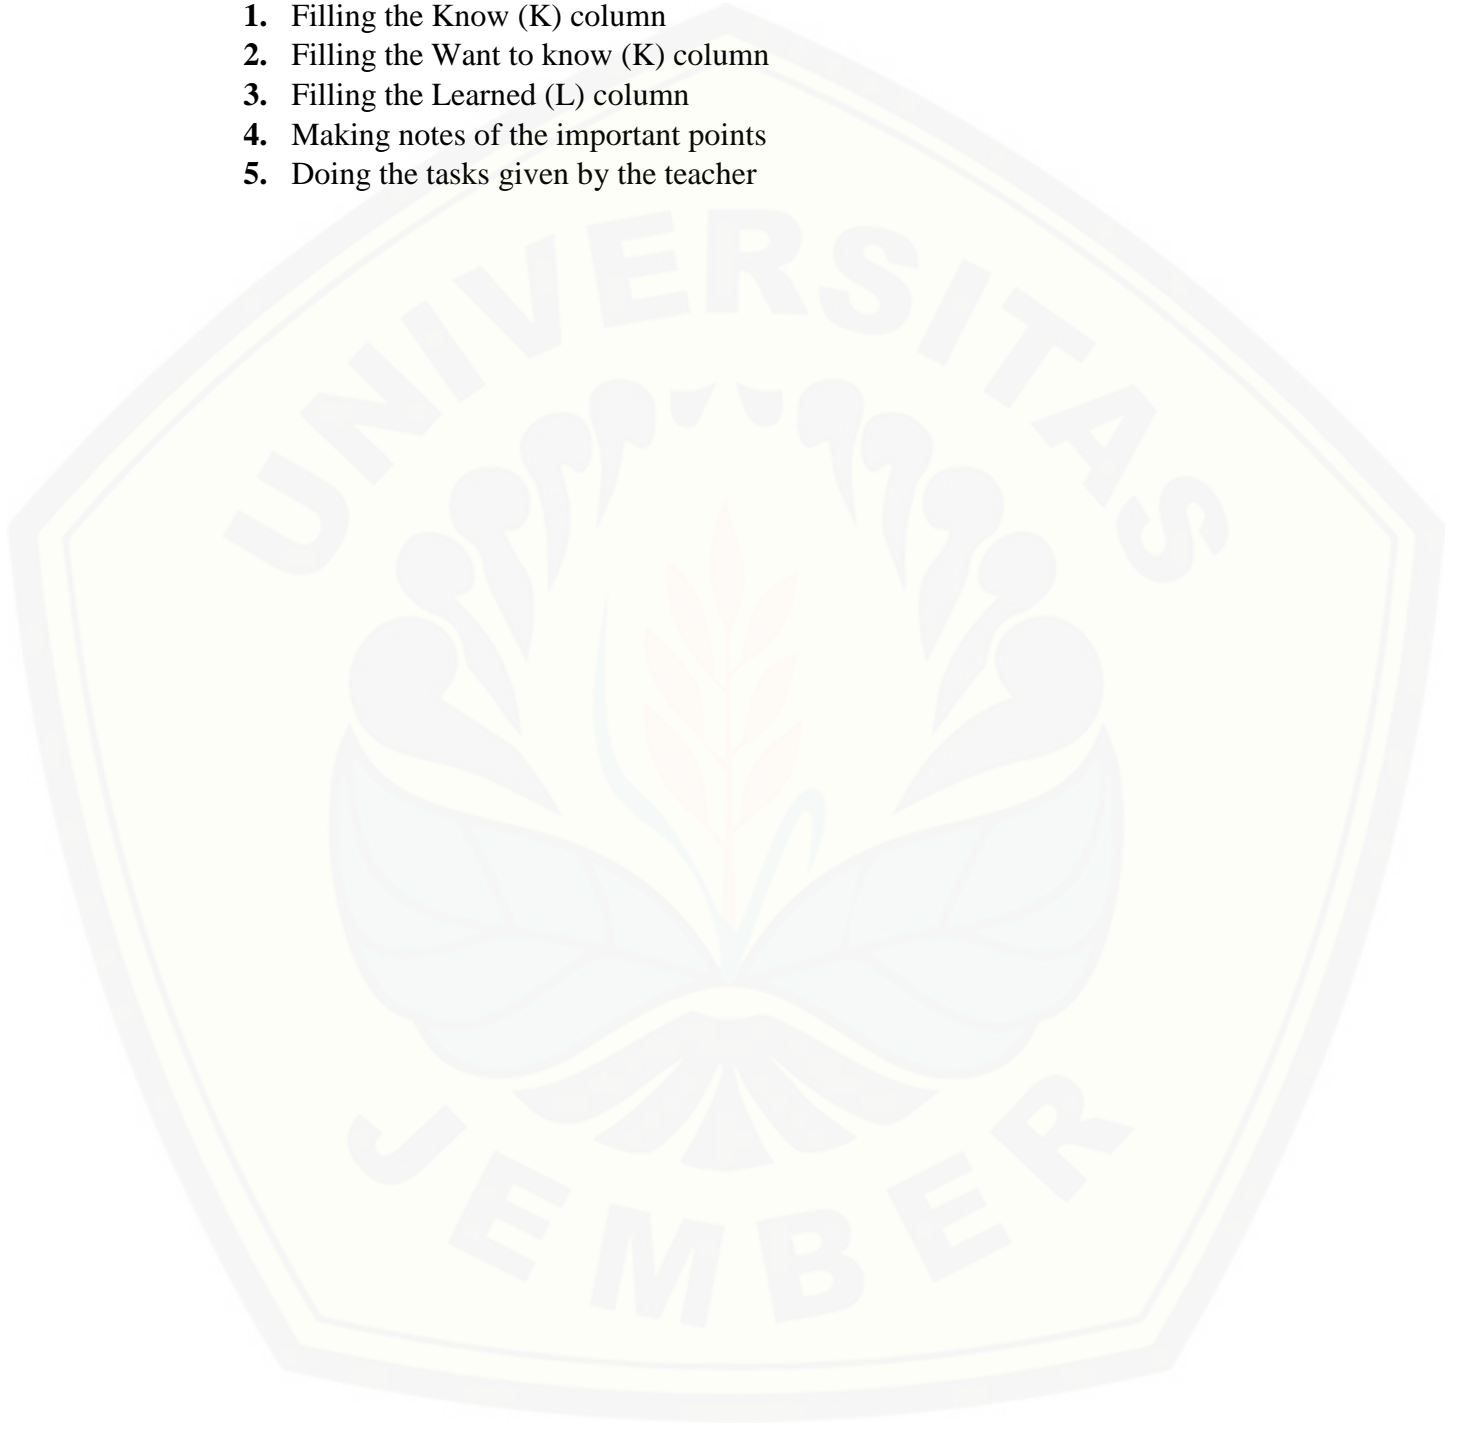 1. Filling the Know (K) column
2. Filling the Want to know (K) column
3. Filling the Learned (L) column
4. Making notes of the important points
5. Doing the tasks given by the teacher
UNIVERSITAS
JEMBER